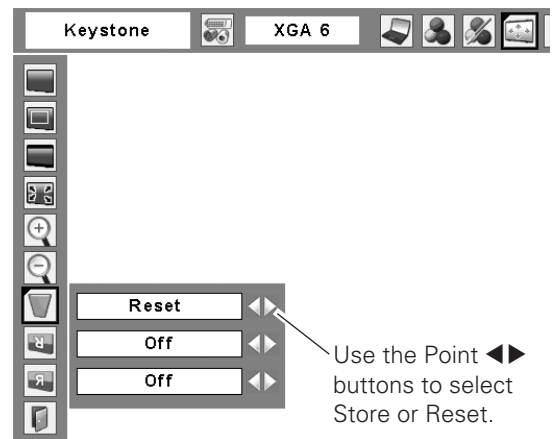 Keystone
XGA 6
Reset
Off
Off
Use the Point ◀▶
buttons to select
Store or Reset.